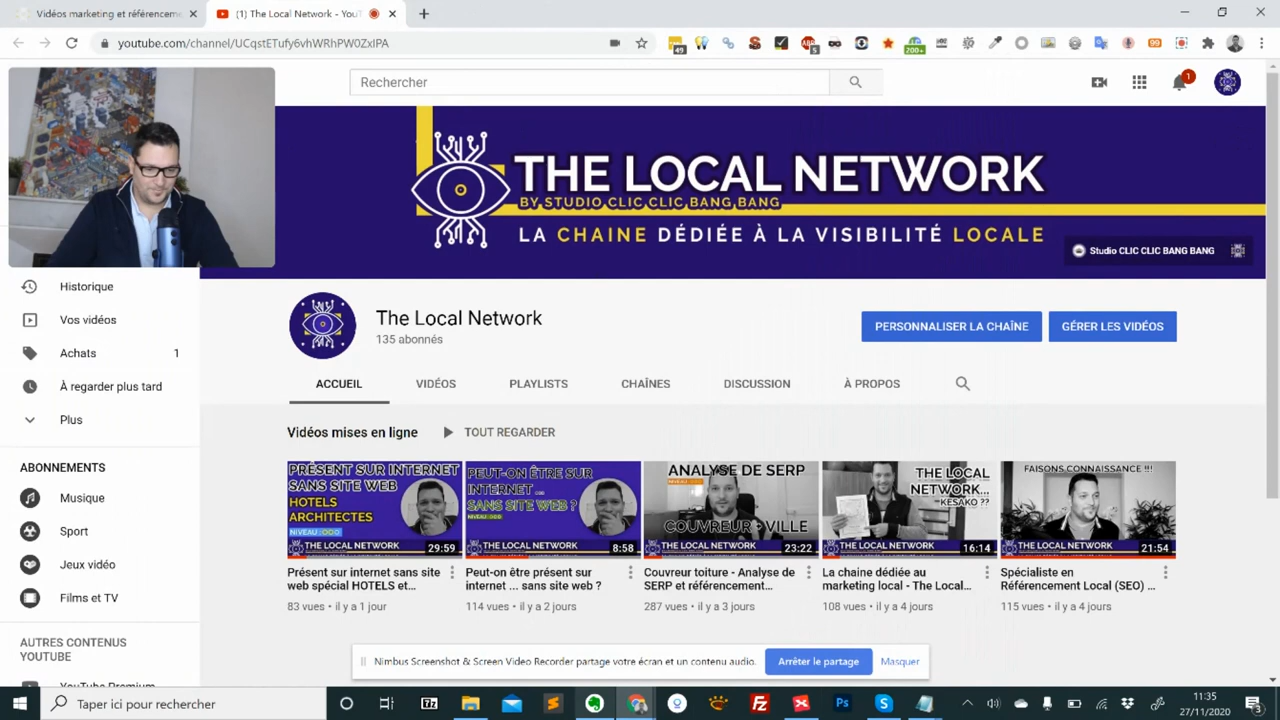 Vidéos marketing et référencem
(1) The Local Network - YouT
youtube.com/channel/UCqstETufy6vhWRhPW0ZxIPA
49
5
200+
99
Rechercher
1
THE LOCAL NETWORK
BY STUDIO CLIC CLIC BANG BANG
LA CHAINE DÉDIÉE À LA VISIBILITÉ LOCALE
Studio CLIC CLIC BANG BANG
Historique
Vos vidéos
Achats 1
À regarder plus tard
Plus
ABONNEMENTS
Musique
Sport
Jeux vidéo
Films et TV
AUTRES CONTENUS
YOUTUBE
YouTube Premium
The Local Network
135 abonnés
PERSONNALISER LA CHAÎNE
GÉRER LES VIDÉOS
ACCUEIL
VIDÉOS
PLAYLISTS
CHAÎNES
DISCUSSION
À PROPOS
Vidéos mises en ligne
TOUT REGARDER
PRÉSENT SUR INTERNET
SANS SITE WEB
HOTELS
ARCHITECTES
NIVEAU
THE LOCAL NETWORK
29:59
Présent sur internet sans site
web spécial HOTELS et...
83 vues • il y a 1 jour
PEUT-ON ÊTRE SUR
INTERNET ...
SANS SITE WEB ?
THE LOCAL NETWORK
8:58
Peut-on être présent sur
internet ... sans site web ?
114 vues • il y a 2 jours
ANALYSE DE SERP
COUVREUR + VILLE
THE LOCAL NETWORK
23:22
Couvreur toiture - Analyse de
SERP et référencement...
287 vues • il y a 3 jours
THE LOCAL
NETWORK...
KESAKO ??
THE LOCAL NETWORK
16:14
La chaine dédiée au
marketing local - The Local...
108 vues • il y a 4 jours
FAISONS CONNAISSANCE !!!
THE LOCAL NETWORK
21:54
Spécialiste en
Référencement Local (SEO) ...
115 vues • il y a 4 jours
Nimbus Screenshot & Screen Video Recorder partage votre écran et un contenu audio.
Arrêter le partage
Masquer
Taper ici pour rechercher
11:35
27/11/2020
3